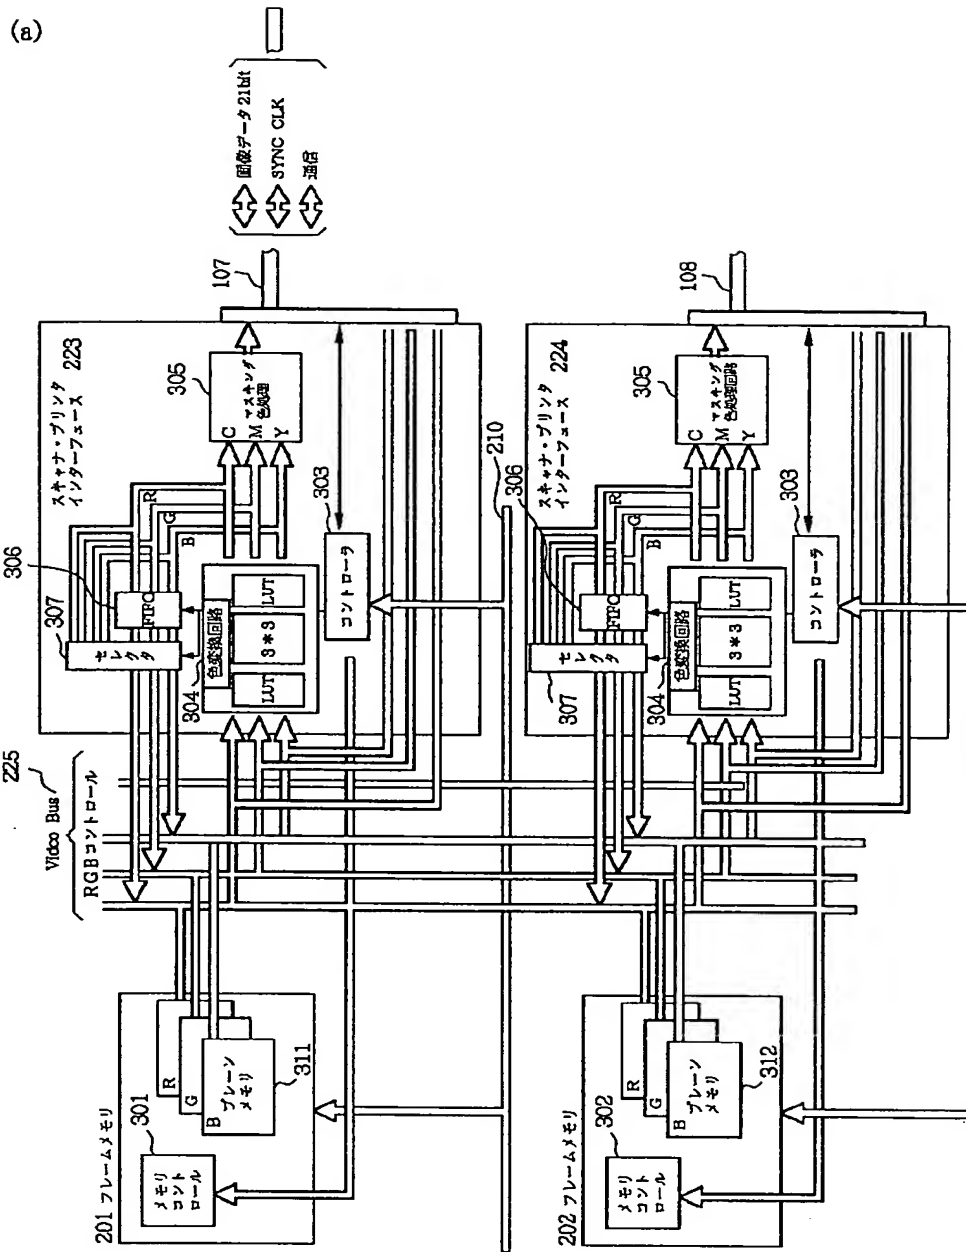 (a)
画像データ21bit
SYNC CLK
通信
107
スキャナ・プリンタ
インターフェース 223
305
マスキング
色処理
C
M
Y
R
G
B
306
307
FIFO
セレクタ
303
コントローラ
304
色変換回路
LUT
3*3
LUT
225
Video Bus
RGBコントロール
210
201 フレームメモリ
301
メモリ
コント
ロール
R
G
B
プレーン
メモリ
311
108
スキャナ・プリンタ
インターフェース 224
305
マスキング
色処理回路
C
M
Y
R
G
B
306
307
FIFO
セレクタ
303
コントローラ
304
色変換回路
LUT
3*3
LUT
202 フレームメモリ
302
メモリ
コント
ロール
R
G
B
プレーン
メモリ
312